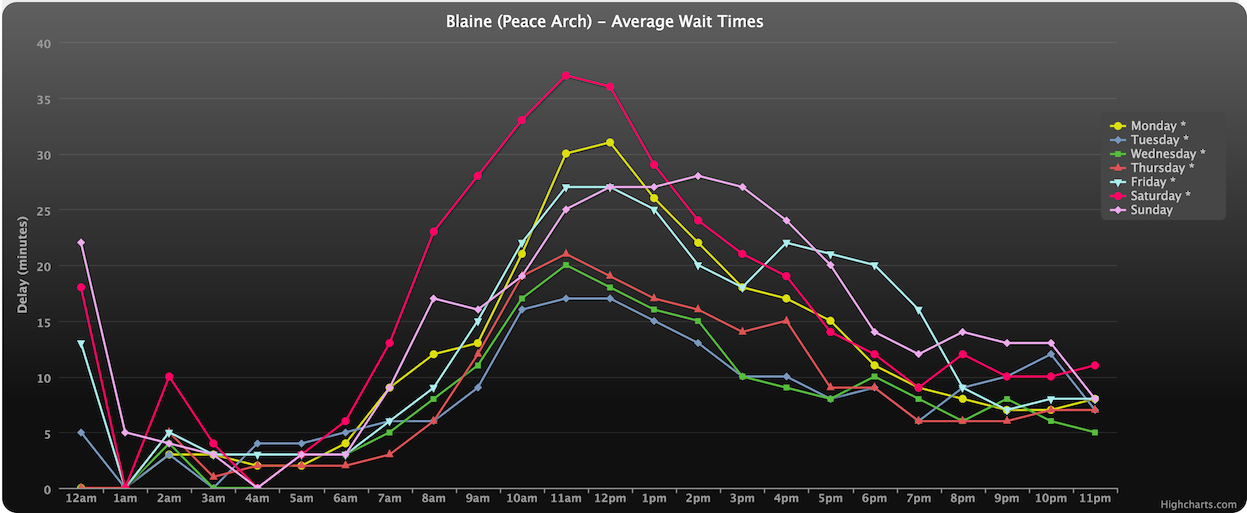 Blaine (Peace Arch) - Average Wait Times
40
35
30
25
20
15
10
5
0
Delay (minutes)
12am 1am 2am 3am 4am 5am 6am 7am 8am 9am 10am 11am 12pm 1pm 2pm 3pm 4pm 5pm 6pm 7pm 8pm 9pm 10pm 11pm
Monday *
Tuesday *
Wednesday *
Thursday *
Friday *
Saturday *
Sunday
Highcharts.com